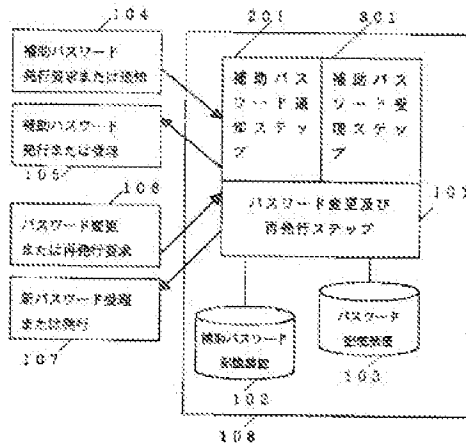 104
補助パスワード
発行要求または通知
補助パスワード
発行または受理
105
106
パスワード変更
または再発行要求
新パスワード受理
または発行
107
201
補助パス
ワード通
知ステッ
プ
301
補助パス
ワード受
理ステッ
プ
パスワード変更及び
再発行ステップ
101
補助パスワード
記憶装置
102
パスワード
記憶装置
103
108